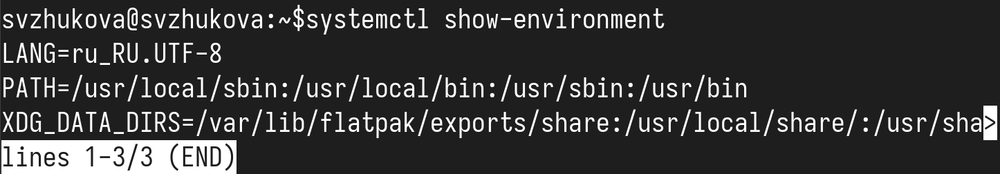 svzhukova@svzhukova:~$systemctl show-environment
LANG=ru_RU.UTF-8
PATH=/usr/local/sbin:/usr/local/bin:/usr/sbin:/usr/bin
XDG_DATA_DIRS=/var/lib/flatpak/exports/share:/usr/local/share/:/usr/sha>
lines 1-3/3 (END)